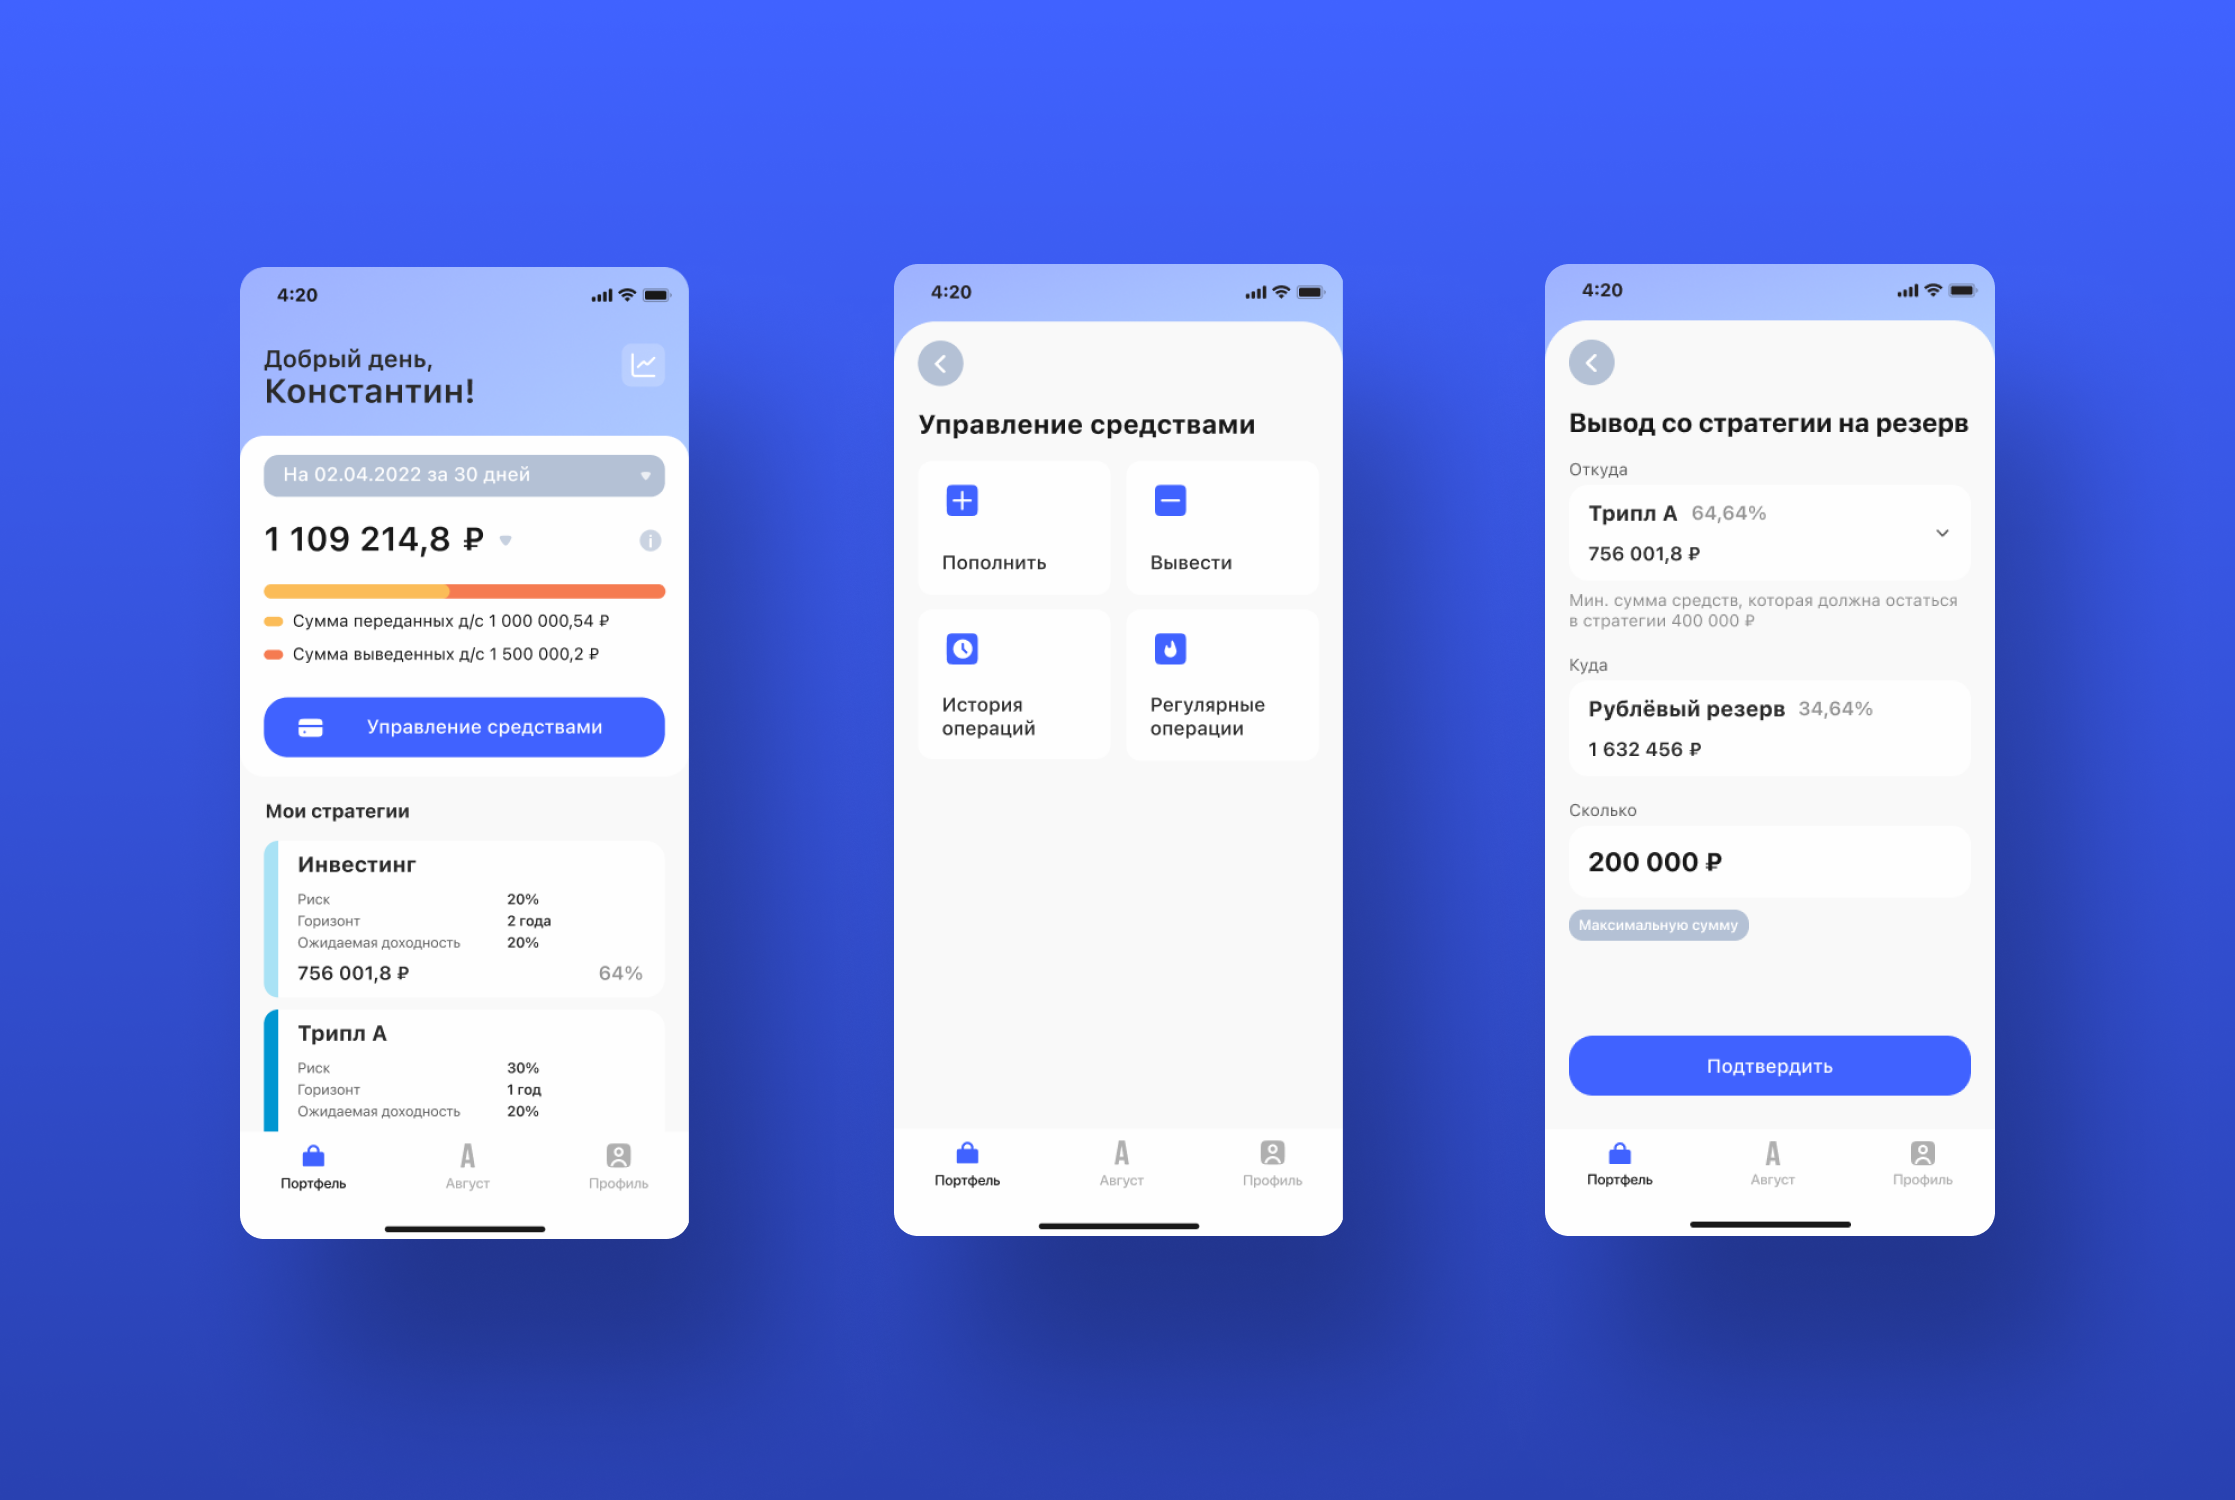 4:20
Добрый день,
Константин!
На 02.04.2022 за 30 дней
1 109 214,8 ₽
Сумма переданных д/с 1 000 000,54 ₽
Сумма выведенных д/с 1 500 000,2 ₽
Управление средствами
Мои стратегии
Инвестинг
Риск 20%
Горизонт 2 года
Ожидаемая доходность 20%
756 001,8 ₽ 64%
Трипл А
Риск 30%
Горизонт 1 год
Ожидаемая доходность 20%
Портфель Август Профиль
4:20
Управление средствами
Пополнить
Вывести
История
операций
Регулярные
операции
Портфель Август Профиль
4:20
Вывод со стратегии на резерв
Откуда
Трипл А 64,64%
756 001,8 ₽
Мин. сумма средств, которая должна остаться
в стратегии 400 000 ₽
Куда
Рублёвый резерв 34,64%
1 632 456 ₽
Сколько
200 000 ₽
Максимальную сумму
Подтвердить
Портфель Август Профиль